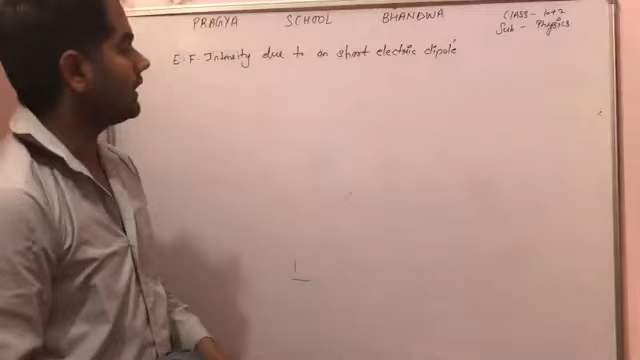 PRAGYA SCHOOL BHANDWA
CLASS - 10+2
Sub - Physics
E.F. Intensity due to an short electric dipole